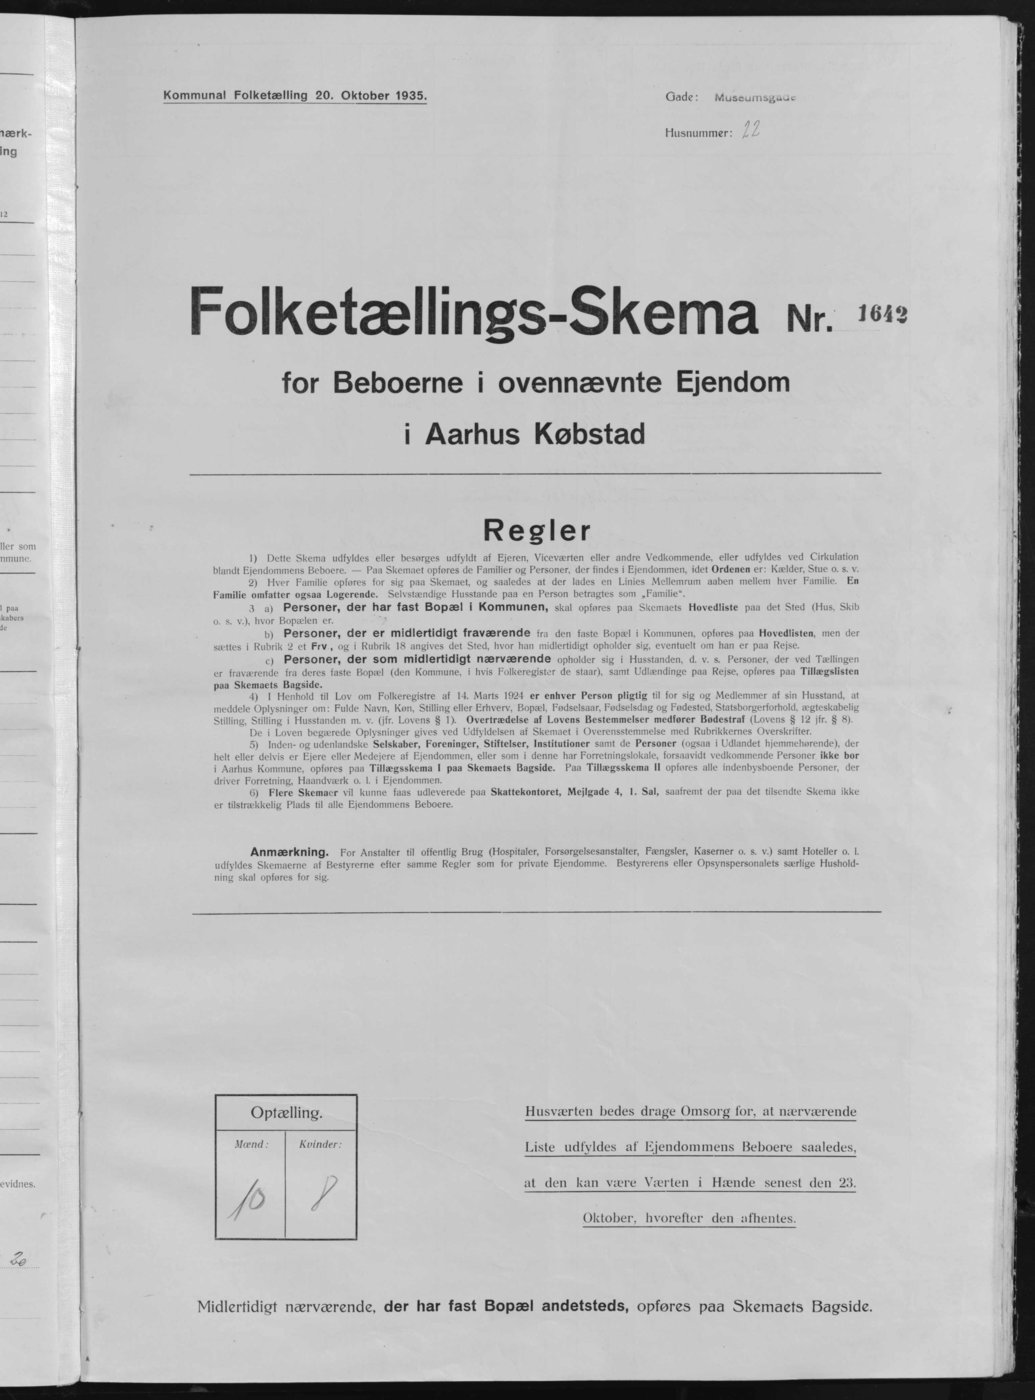 Kommunal Folketælling 20. Oktober 1935.
Gade: Museumsgade
Husnummer: 22
Folketællings-Skema Nr. 1642
for Beboerne i ovennævnte Ejendom
i Aarhus Købstad
Regler
1) Dette Skema udfyldes eller besørges udfyldt af Ejeren, Viceværten eller andre Vedkommende, eller udfyldes ved Cirkulation
blandt Ejendommens Beboere. — Paa Skemaet opføres de Familier og Personer, der findes i Ejendommen, idet Ordenen er: Kælder, Stue o. s. v.
2) Hver Familie opføres for sig paa Skemaet, og saaledes at der lades en Linies Mellemrum aaben mellem hver Familie. En
Familie omfatter ogsaa Logerende. Selvstændige Husstande paa en Person betragtes som „Familie“.
3 a) Personer, der har fast Bopæl i Kommunen, skal opføres paa Skemaets Hovedliste paa det Sted (Hus, Skib
o. s. v.), hvor Bopælen er.
b) Personer, der er midlertidigt fraværende fra den faste Bopæl i Kommunen, opføres paa Hovedlisten, men der
sættes i Rubrik 2 et Frv, og i Rubrik 18 angives det Sted, hvor han midlertidigt opholder sig, eventuelt om han er paa Rejse.
c) Personer, der som midlertidigt nærværende opholder sig i Husstanden, d. v. s. Personer, der ved Tællingen
er fraværende fra deres faste Bopæl (den Kommune, i hvis Folkeregister de staar), samt Udlændinge paa Rejse, opføres paa Tillægslisten
paa Skemaets Bagside.
4) I Henhold til Lov om Folkeregistre af 14. Marts 1924 er enhver Person pligtig til for sig og Medlemmer af sin Husstand, at
meddele Oplysninger om: Fulde Navn, Køn, Stilling eller Erhverv, Bopæl, Fødselsaar, Fødselsdag og Fødested, Statsborgerforhold, ægteskabelig
Stilling, Stilling i Husstanden m. v. (jfr. Lovens § 1). Overtrædelse af Lovens Bestemmelser medfører Bødestraf (Lovens § 12 jfr. § 8).
De i Loven begærede Oplysninger gives ved Udfyldelsen af Skemaet i Overensstemmelse med Rubrikkernes Overskrifter.
5) Inden- og udenlandske Selskaber, Foreninger, Stiftelser, Institutioner samt de Personer (ogsaa i Udlandet hjemmehørende), der
helt eller delvis er Ejere eller Medejere af Ejendommen, eller som i denne har Forretningslokale, forsaavidt vedkommende Personer ikke bor
i Aarhus Kommune, opføres paa Tillægsskema I paa Skemaets Bagside. Paa Tillægsskema II opføres alle indenbysboende Personer, der
driver Forretning, Haandværk o. l. i Ejendommen.
6) Flere Skemaer vil kunne faas udleverede paa Skattekontoret, Mejlgade 4, 1. Sal, saafremt der paa det tilsendte Skema ikke
er tilstrækkelig Plads til alle Ejendommens Beboere.
Anmærkning. For Anstalter til offentlig Brug (Hospitaler, Forsørgelsesanstalter, Fængsler, Kaserner o. s. v.) samt Hoteller o. l.
udfyldes Skemaerne af Bestyrerne efter samme Regler som for private Ejendomme. Bestyrerens eller Opsynspersonalets særlige Hushold-
ning skal opføres for sig.
Optælling.
Mænd: Kvinder:
10 8
Husværten bedes drage Omsorg for, at nærværende
Liste udfyldes af Ejendommens Beboere saaledes,
at den kan være Værten i Hænde senest den 23.
Oktober, hvorefter den afhentes.
Midlertidigt nærværende, der har fast Bopæl andetsteds, opføres paa Skemaets Bagside.